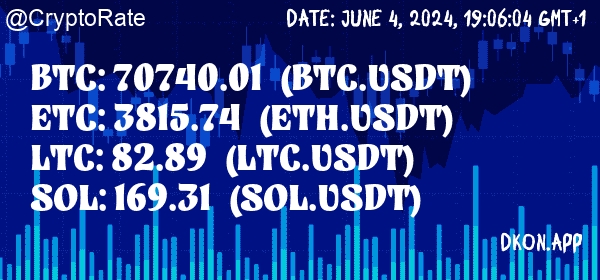 @CryptoRate
DATE: JUNE 4, 2024, 19:06:04 GMT+1
BTC: 70740.01 (BTC.USDT)
ETC: 3815.74 (ETH.USDT)
LTC: 82.89 (LTC.USDT)
SOL: 169.31 (SOL.USDT)
DKON.APP